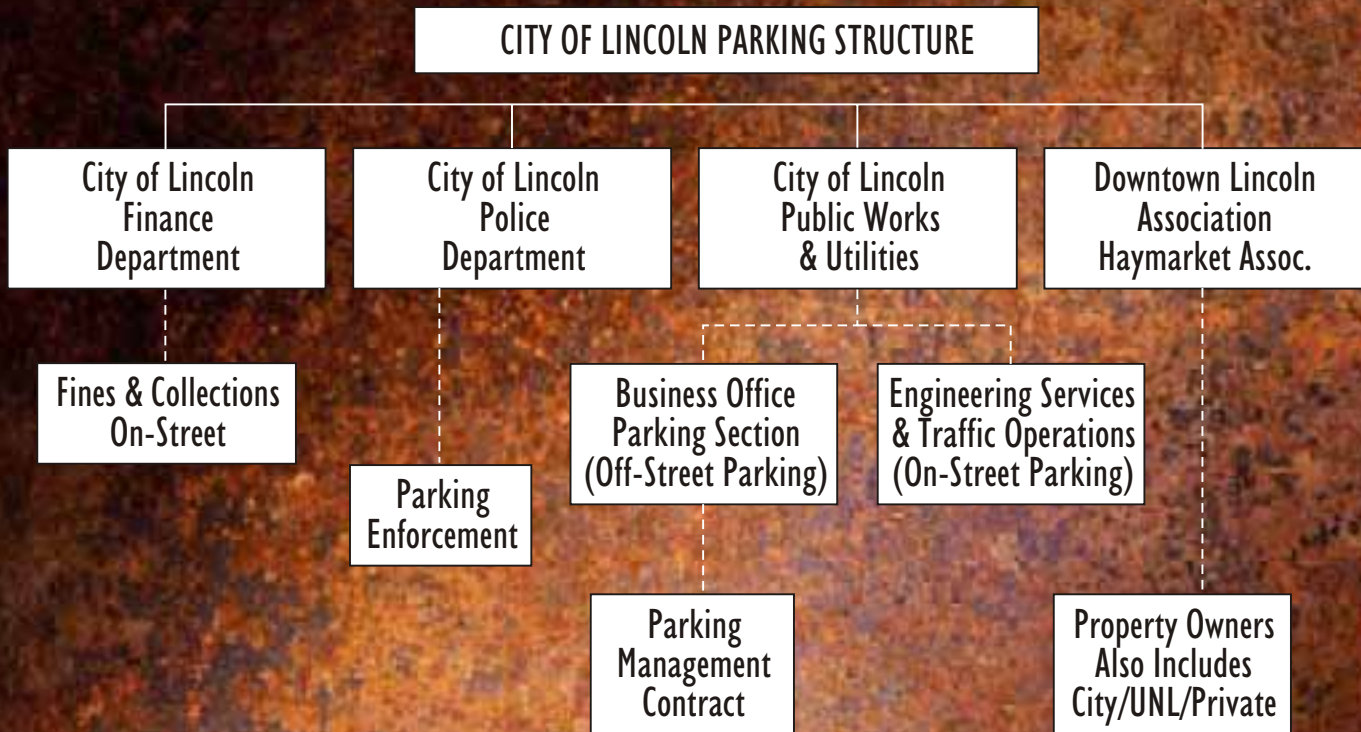 CITY OF LINCOLN PARKING STRUCTURE
City of Lincoln
Finance
Department
City of Lincoln
Police
Department
City of Lincoln
Public Works
& Utilities
Downtown Lincoln
Association
Haymarket Assoc.
Fines & Collections
On-Street
Parking
Enforcement
Business Office
Parking Section
(Off-Street Parking)
Engineering Services
& Traffic Operations
(On-Street Parking)
Parking
Management
Contract
Property Owners
Also Includes
City/UNL/Private